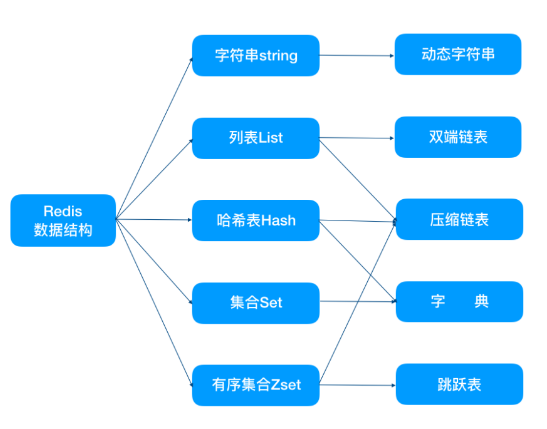 字符串string
动态字符串
列表List
双端链表
Redis
数据结构
哈希表Hash
压缩链表
集合Set
字 典
有序集合Zset
跳跃表